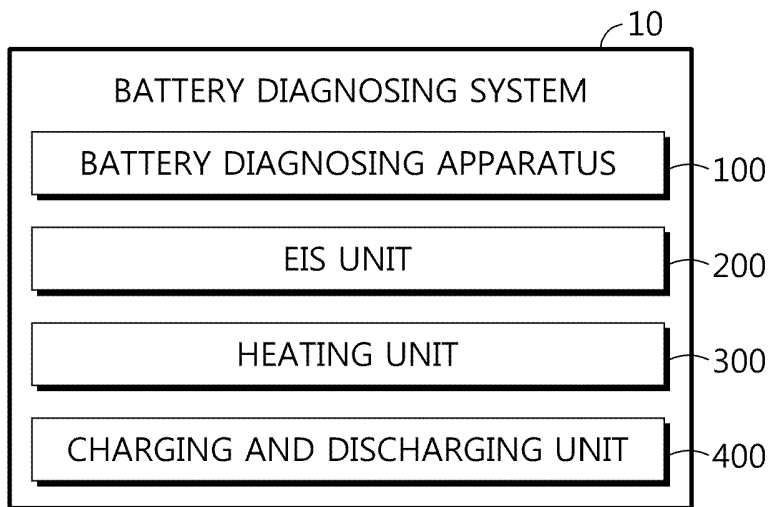 10
BATTERY DIAGNOSING SYSTEM
BATTERY DIAGNOSING APPARATUS
100
EIS UNIT
200
HEATING UNIT
300
CHARGING AND DISCHARGING UNIT
400